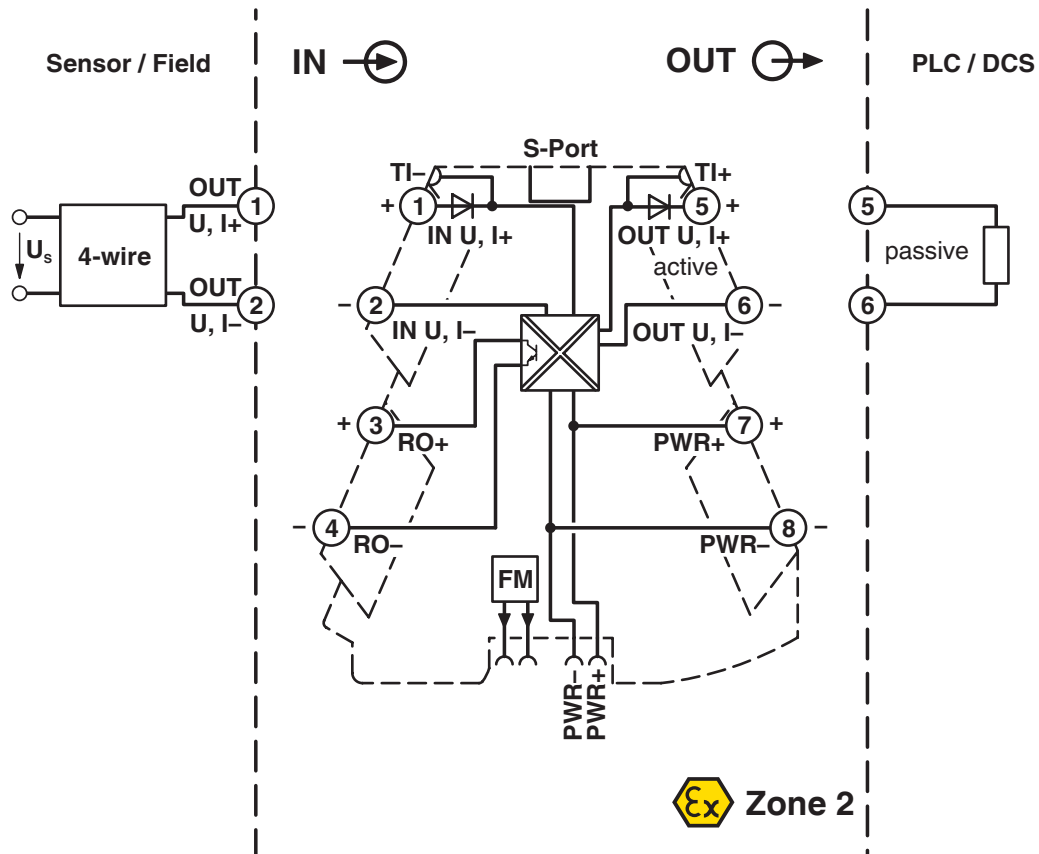 Sensor / Field
IN
OUT
PLC / DCS
S-Port
TI–
TI+
OUT
1
U, I+
+ 1
IN U, I+
5 +
OUT U, I+
active
5
Us
4-wire
passive
OUT
2
U, I–
– 2
IN U, I–
6 –
OUT U, I–
6
+ 3
RO+
7 +
PWR+
– 4
RO–
8 –
PWR–
FM
PWR–
PWR+
Ex Zone 2